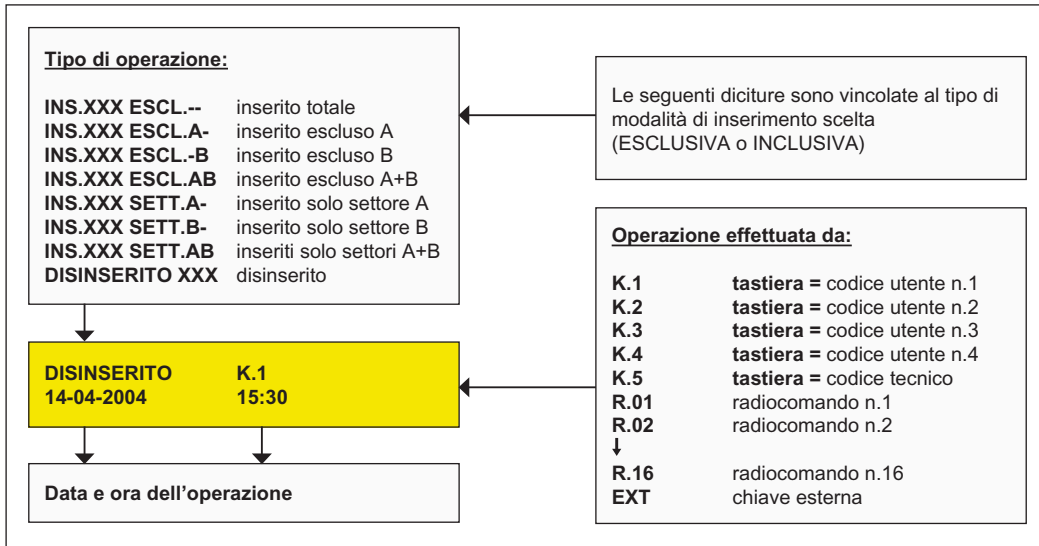 Tipo di operazione:
INS.XXX ESCL.-- inserito totale
INS.XXX ESCL.A- inserito escluso A
INS.XXX ESCL.-B inserito escluso B
INS.XXX ESCL.AB inserito escluso A+B
INS.XXX SETT.A- inserito solo settore A
INS.XXX SETT.B- inserito solo settore B
INS.XXX SETT.AB inseriti solo settori A+B
DISINSERITO XXX disinserito
Le seguenti diciture sono vincolate al tipo di
modalità di inserimento scelta
(ESCLUSIVA o INCLUSIVA)
DISINSERITO K.1
14-04-2004 15:30
Data e ora dell'operazione
Operazione effettuata da:
K.1 tastiera = codice utente n.1
K.2 tastiera = codice utente n.2
K.3 tastiera = codice utente n.3
K.4 tastiera = codice utente n.4
K.5 tastiera = codice tecnico
R.01 radiocomando n.1
R.02 radiocomando n.2
R.16 radiocomando n.16
EXT chiave esterna